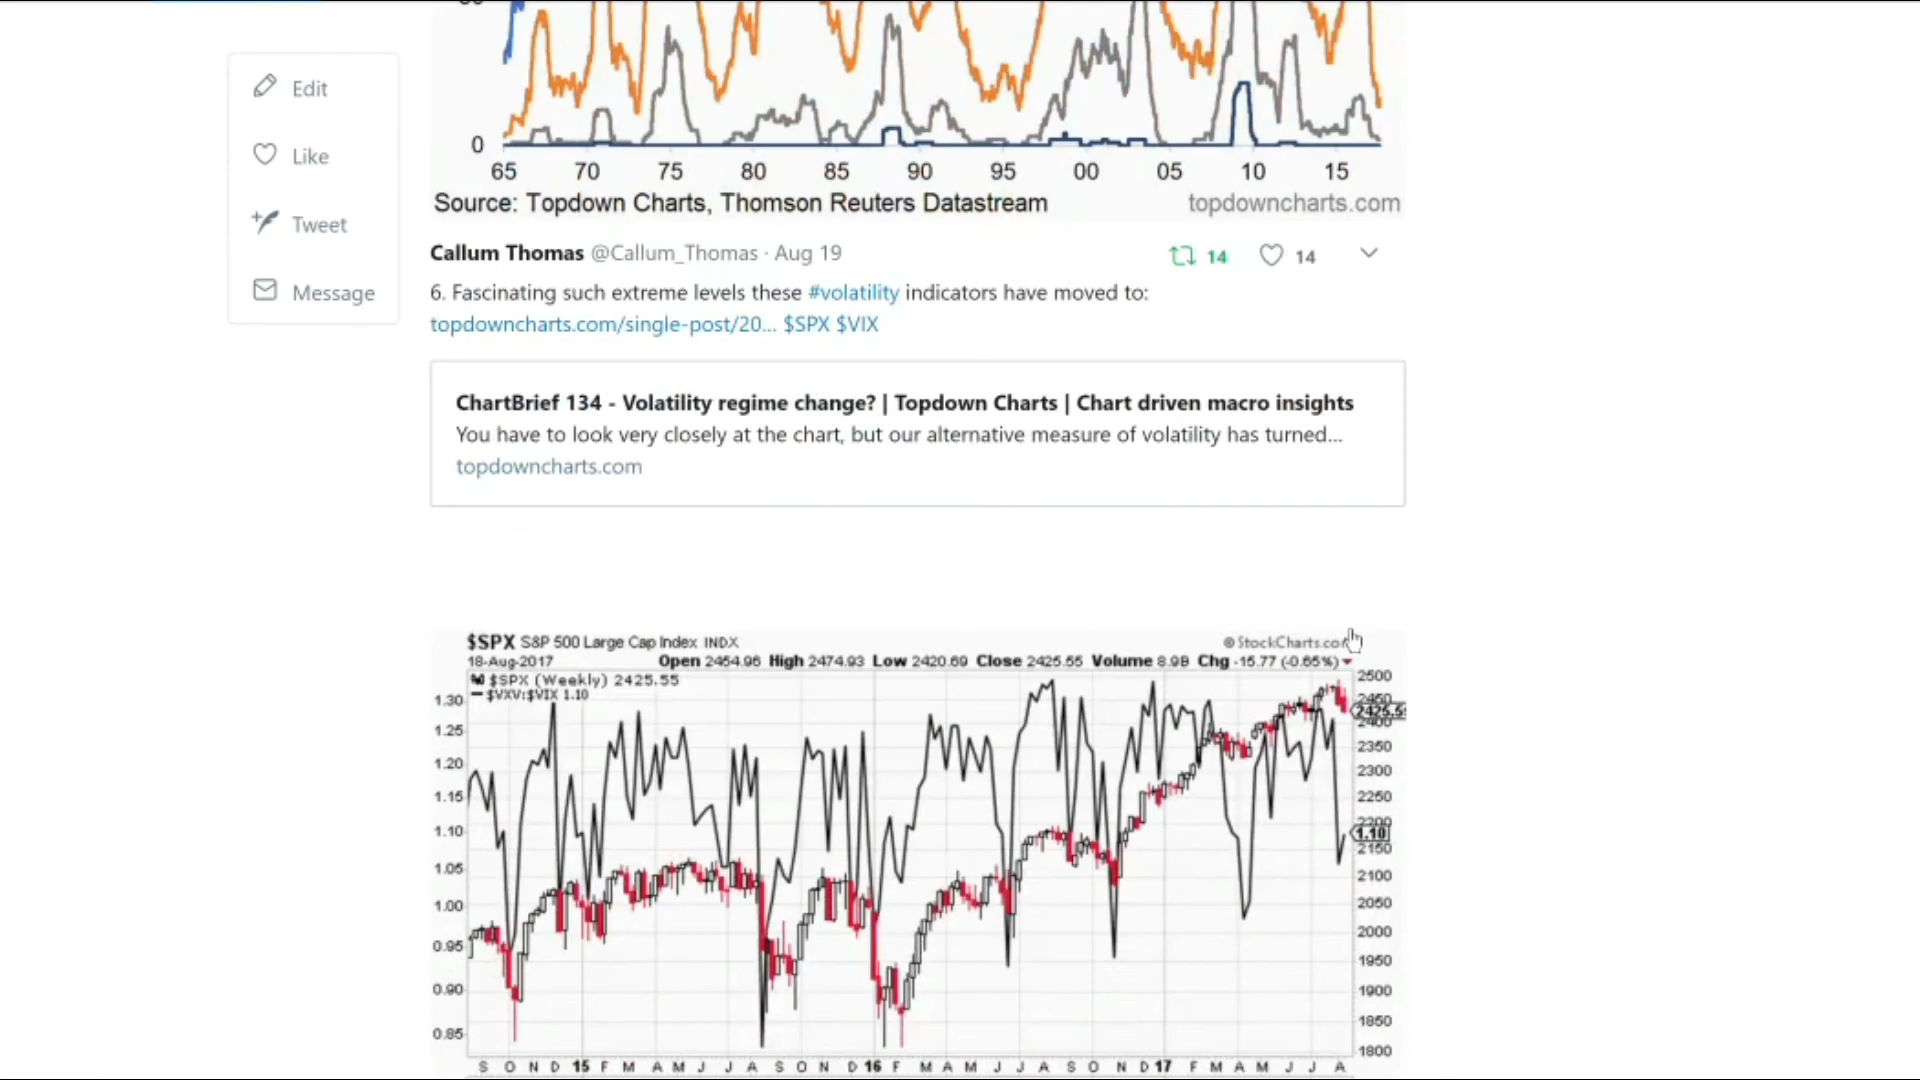 0
65 70 75 80 85 90 95 00 05 10 15
Source: Topdown Charts, Thomson Reuters Datastream topdowncharts.com
Edit
Like
Tweet
Message
Callum Thomas @Callum_Thomas · Aug 19 14 14
6. Fascinating such extreme levels these #volatility indicators have moved to:
topdowncharts.com/single-post/20... $SPX $VIX
ChartBrief 134 - Volatility regime change? | Topdown Charts | Chart driven macro insights
You have to look very closely at the chart, but our alternative measure of volatility has turned...
topdowncharts.com
$SPX S&P 500 Large Cap Index INDX
18-Aug-2017 Open 2454.96 High 2474.93 Low 2420.69 Close 2425.55 Volume 8.9B Chg -15.77 (-0.65%)
$SPX (Weekly) 2425.55
$VXV:$VIX 1.10
1.30
1.25
1.20
1.15
1.10
1.05
1.00
0.95
0.90
0.85
2500
2450
2400
2350
2300
2250
2200
1.10
2150
2100
2050
2000
1950
1900
1850
1800
S O N D 15 F M A M J J A S O N D 16 F M A M J J A S O N D 17 F M A M J J A